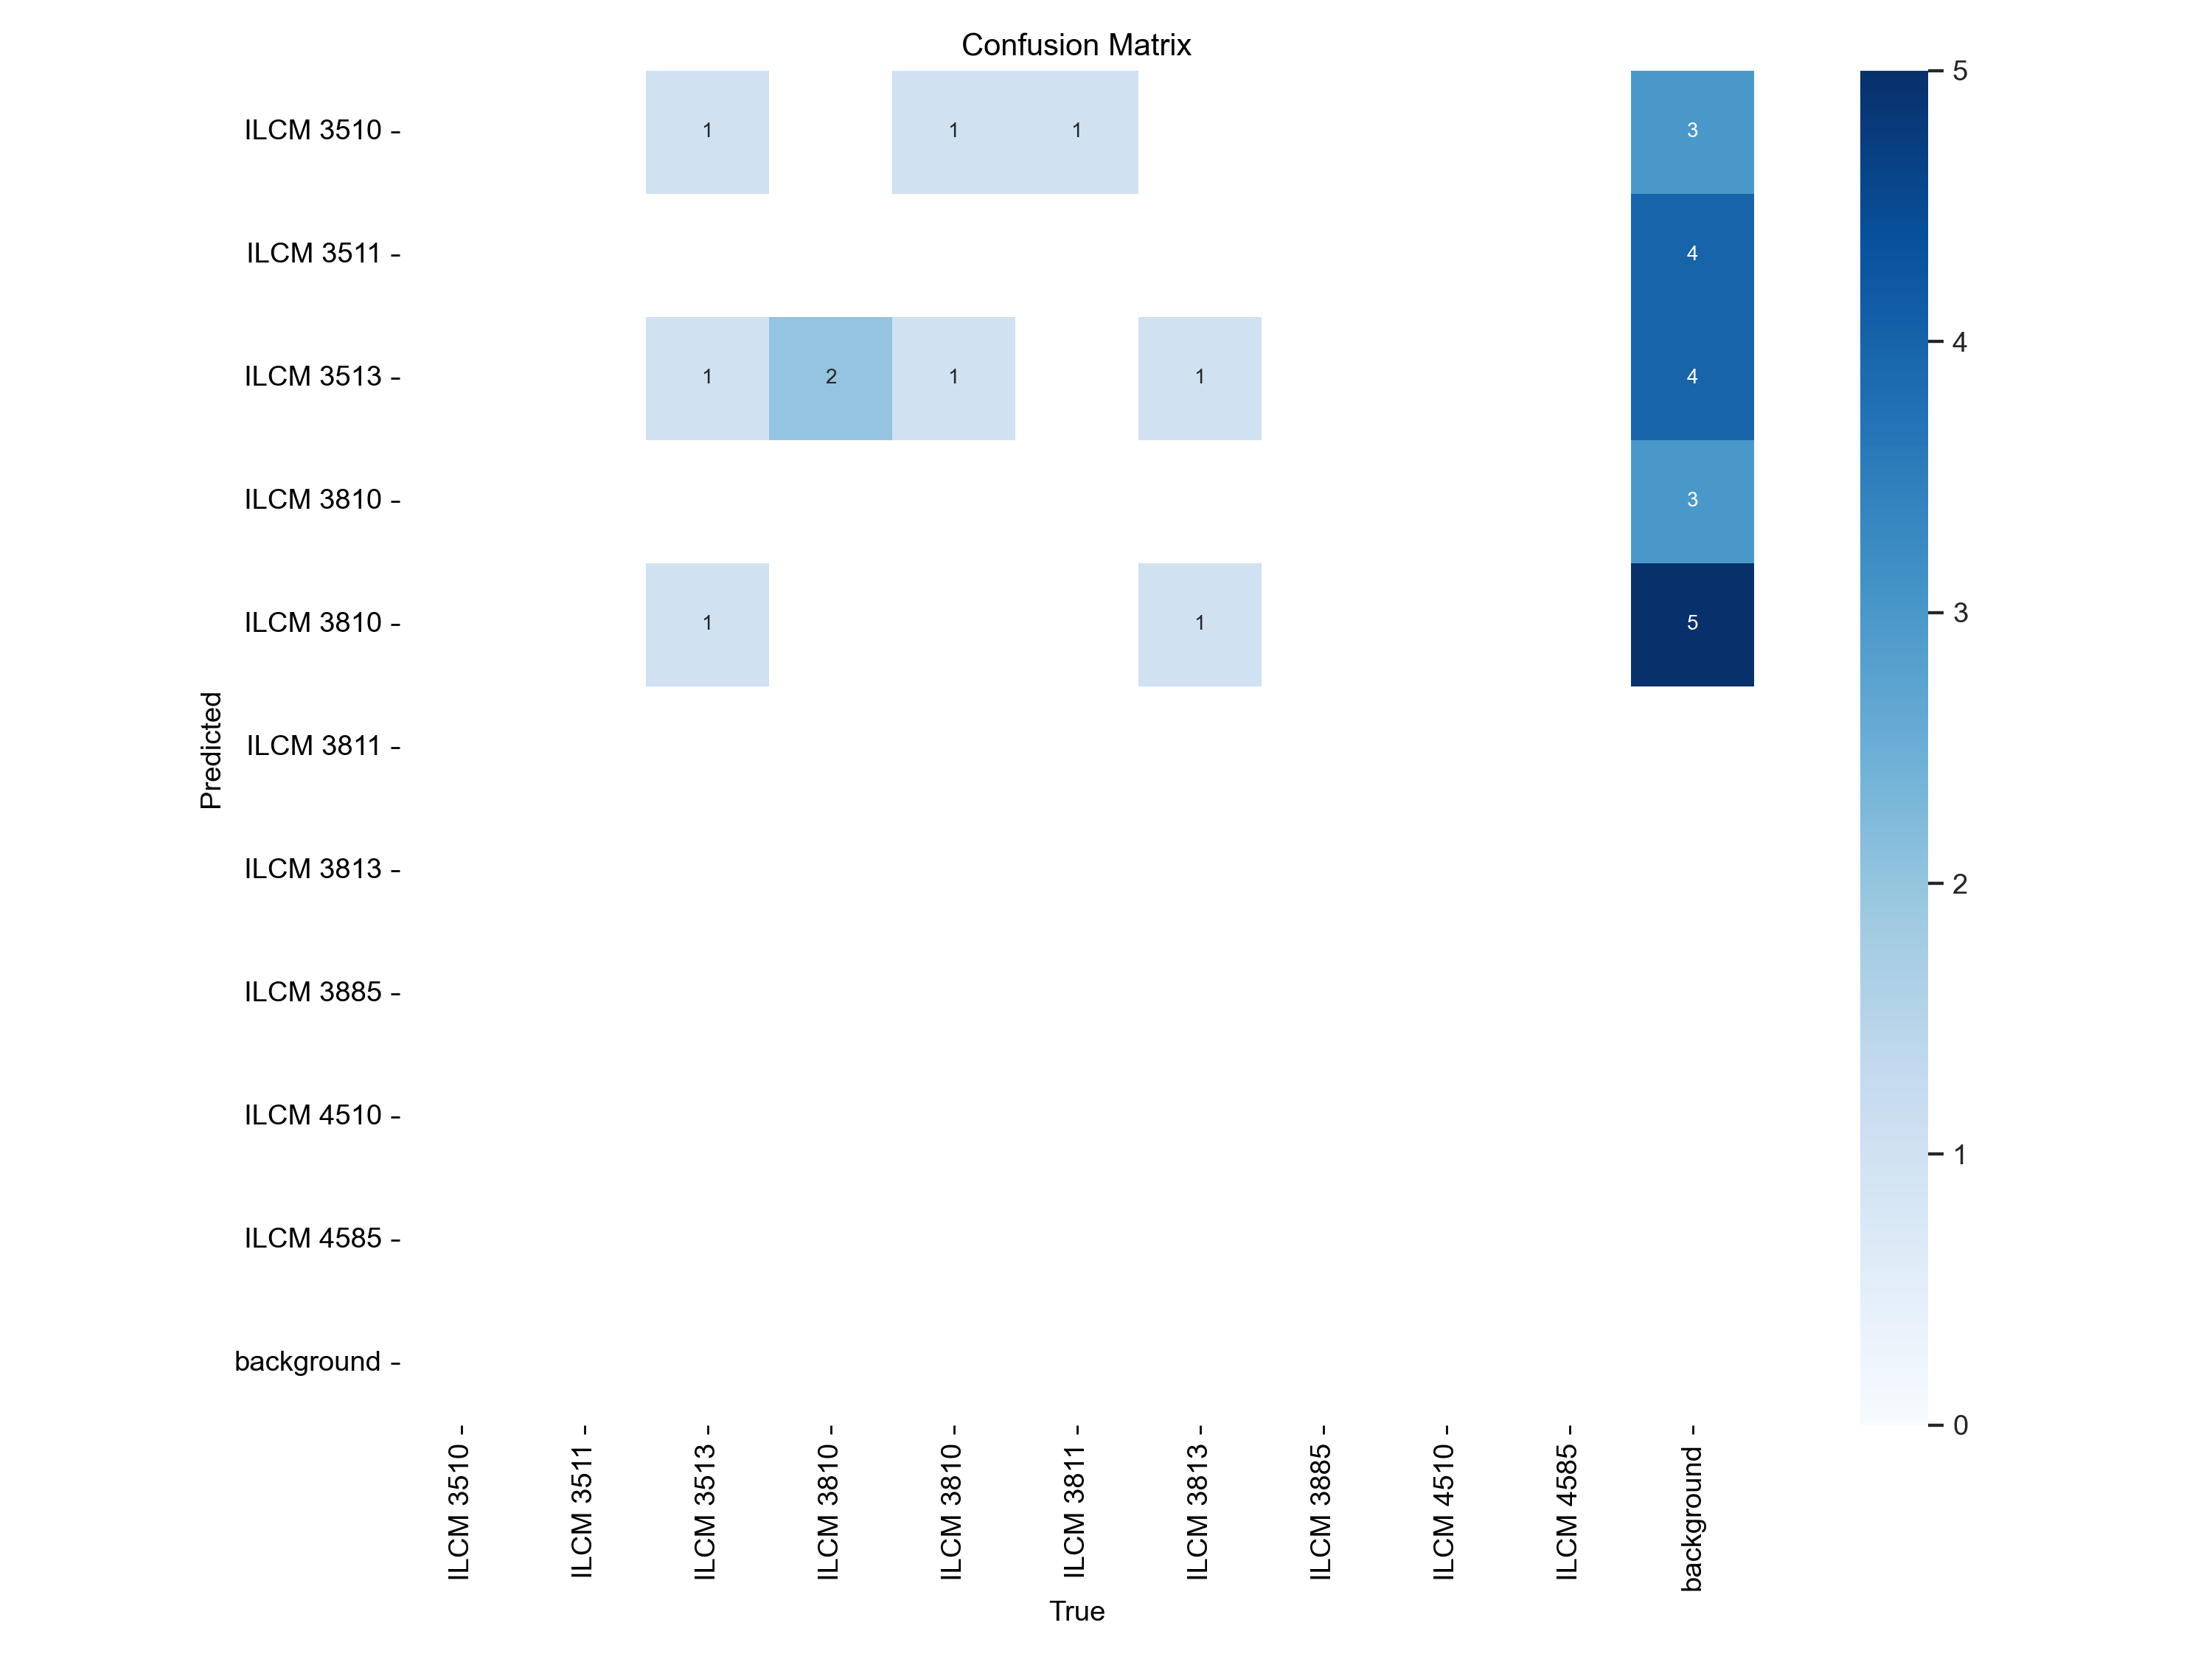 Confusion Matrix
ILCM 3510
1
1
1
3
ILCM 3511
4
ILCM 3513
1
2
1
1
4
ILCM 3810
3
ILCM 3810
1
1
5
ILCM 3811
ILCM 3813
ILCM 3885
ILCM 4510
ILCM 4585
background
Predicted
ILCM 3510
ILCM 3511
ILCM 3513
ILCM 3810
ILCM 3810
ILCM 3811
ILCM 3813
ILCM 3885
ILCM 4510
ILCM 4585
background
True
5
4
3
2
1
0